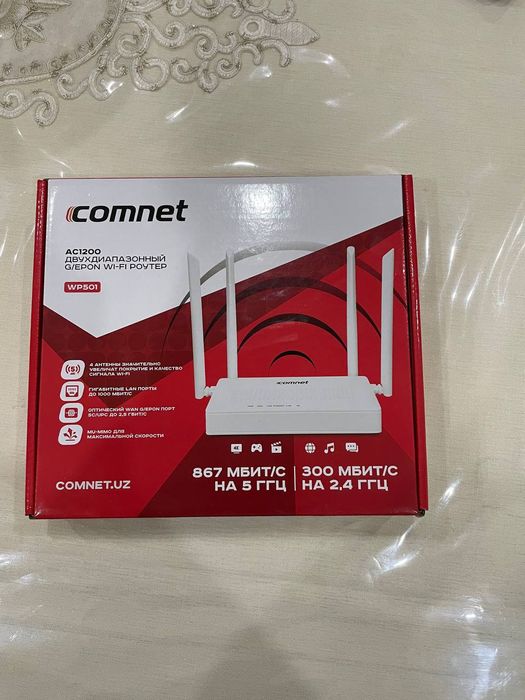 comnet
AC1200
ДВУХДИАПАЗОННЫЙ
G/EPON WI-FI РОУТЕР
WP501
4 АНТЕННЫ ЗНАЧИТЕЛЬНО
УВЕЛИЧАТ ПОКРЫТИЕ И КАЧЕСТВО
СИГНАЛА WI-FI
ГИГАБИТНЫЕ LAN ПОРТЫ
ДО 1000 МБИТ/С
ОПТИЧЕСКИЙ WAN G/EPON ПОРТ
SC/UPC ДО 2,5 ГБИТ/С
MU-MIMO ДЛЯ
МАКСИМАЛЬНОЙ СКОРОСТИ
COMNET.UZ
comnet
4K
867 МБИТ/С
НА 5 ГГЦ
300 МБИТ/С
НА 2,4 ГГЦ